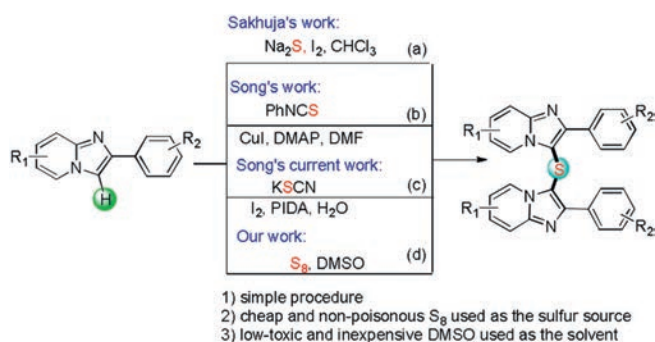 Sakhuja's work:
Na2S, I2, CHCl3 (a)
Song's work:
PhNCS (b)
CuI, DMAP, DMF
Song's current work:
KSCN (c)
I2, PIDA, H2O
Our work:
S8, DMSO (d)
R1 N N R2
H
R1 N N R2
S
R1 N N R2
1) simple procedure
2) cheap and non-poisonous S8 used as the sulfur source
3) low-toxic and inexpensive DMSO used as the solvent